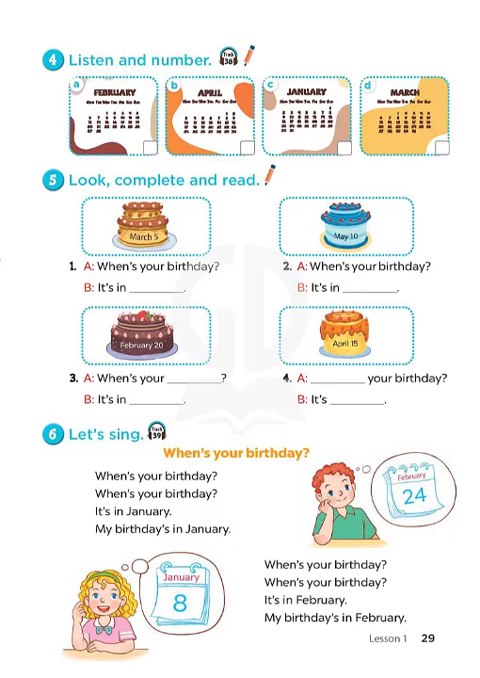 4 Listen and number. Track 38
a
FEBRUARY
b
APRIL
c
JANUARY
d
MARCH
5 Look, complete and read.
March 5
May 10
1. A: When's your birthday?
B: It's in ________.
2. A: When's your birthday?
B: It's in ________.
February 20
April 15
3. A: When's your ________?
B: It's in ________.
4. A: ________ your birthday?
B: It's ________.
6 Let's sing. Track 39
When's your birthday?
When's your birthday?
When's your birthday?
It's in January.
My birthday's in January.
February
24
January
8
When's your birthday?
When's your birthday?
It's in February.
My birthday's in February.
Lesson 1 29